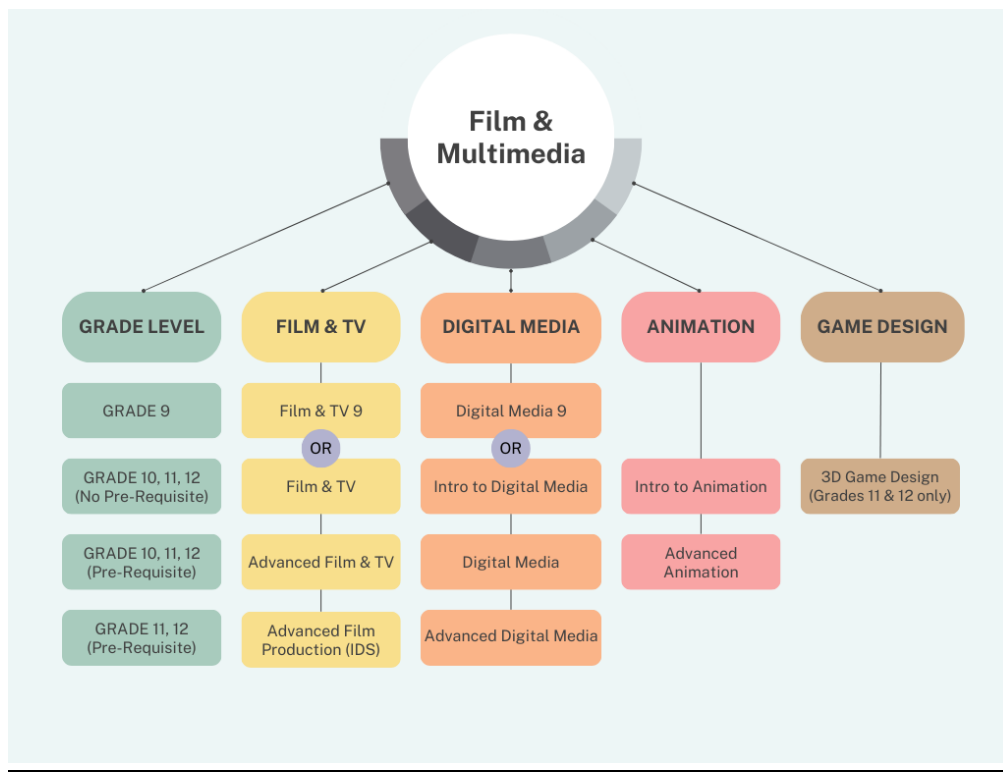 Film &
Multimedia
GRADE LEVEL
FILM & TV
DIGITAL MEDIA
ANIMATION
GAME DESIGN
GRADE 9
Film & TV 9
Digital Media 9
OR
OR
GRADE 10, 11, 12
(No Pre-Requisite)
Film & TV
Intro to Digital Media
Intro to Animation
3D Game Design
(Grades 11 & 12 only)
GRADE 10, 11, 12
(Pre-Requisite)
Advanced Film & TV
Digital Media
Advanced
Animation
GRADE 11, 12
(Pre-Requisite)
Advanced Film
Production (IDS)
Advanced Digital Media